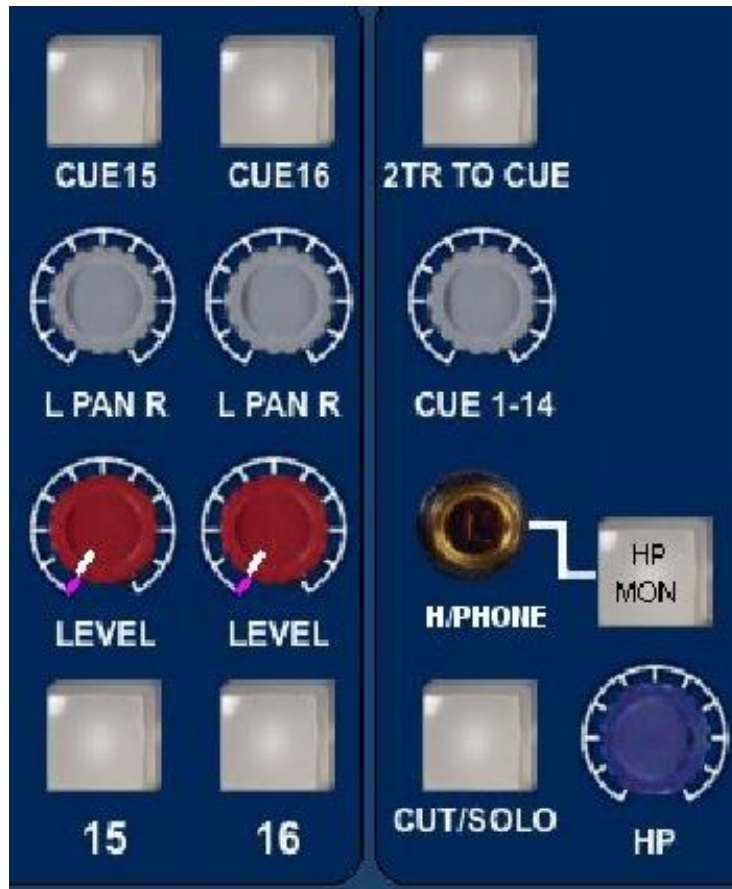 CUE15 CUE16 2TR TO CUE
L PAN R L PAN R CUE 1-14
HP
MON
H/PHONE
LEVEL LEVEL
15 16 CUT/SOLO HP